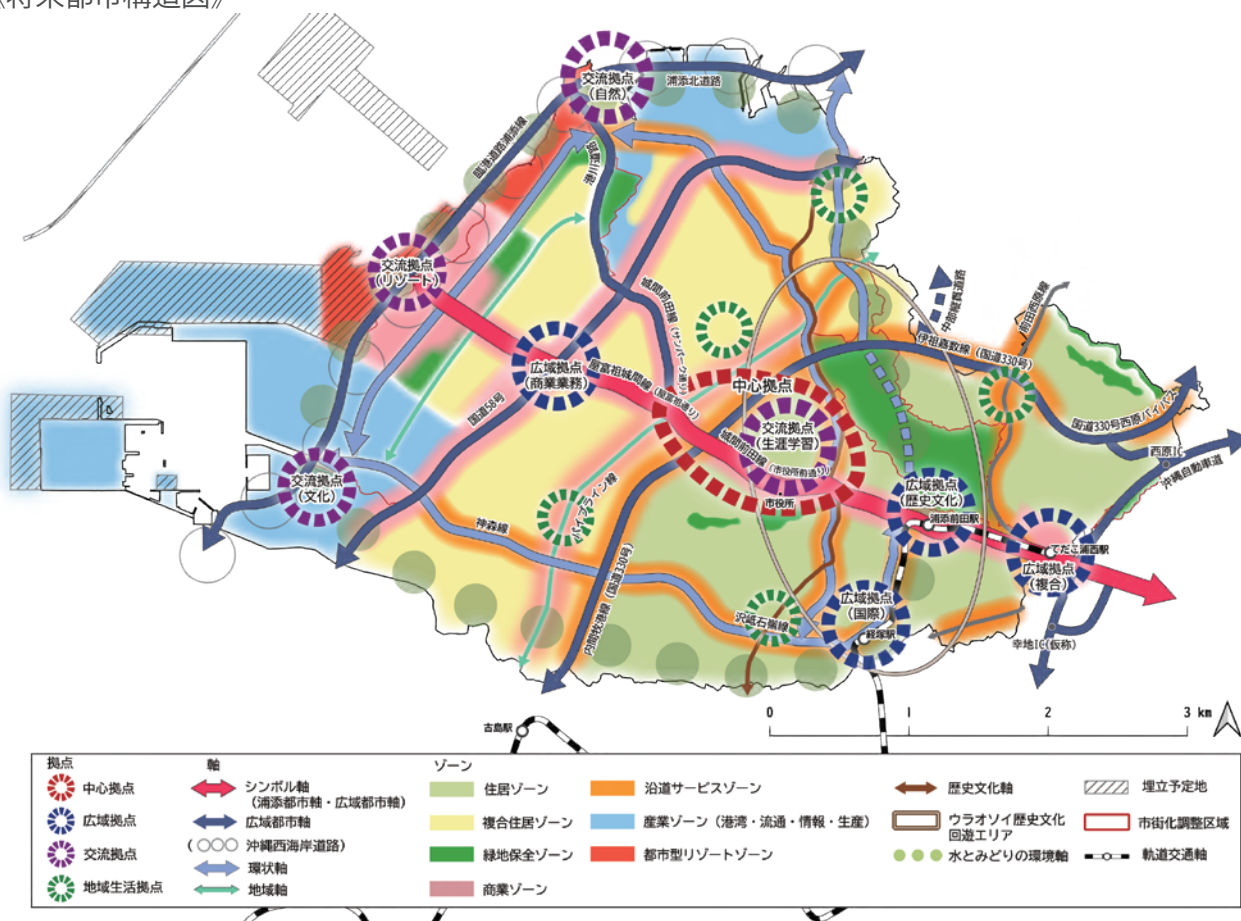 《将来都市構造図》
交流拠点
(自然)
浦添北道路
臨港道路浦添線
港川道線
交流拠点
(リゾート)
城間前田線(サンパーク通り)
中部縦貫道路
前田西原線
伊祖嘉数線(国道330号)
広域拠点
(商業業務)
屋富祖城間線(屋富祖通り)
中心拠点
国道58号
交流拠点
(生涯学習)
城間前田線(市役所前通り)
市役所
国道330号西原バイパス
西原IC
沖縄自動車道
交流拠点
(文化)
パイプライン線
神森線
広域拠点
(歴史文化)
浦添前田駅
てだこ浦西駅
広域拠点
(複合)
内間牧港線(国道330号)
沢岻石嶺線
広域拠点
(国際)
経塚駅
幸地IC(仮称)
古島駅
0 1 2 3 km
拠点
中心拠点
広域拠点
交流拠点
地域生活拠点
軸
シンボル軸
(浦添都市軸・広域都市軸)
広域都市軸
( 沖縄西海岸道路)
環状軸
地域軸
ゾーン
住居ゾーン
複合住居ゾーン
緑地保全ゾーン
商業ゾーン
沿道サービスゾーン
産業ゾーン(港湾・流通・情報・生産)
都市型リゾートゾーン
歴史文化軸
ウラオソイ歴史文化
回遊エリア
水とみどりの環境軸
埋立予定地
市街化調整区域
軌道交通軸